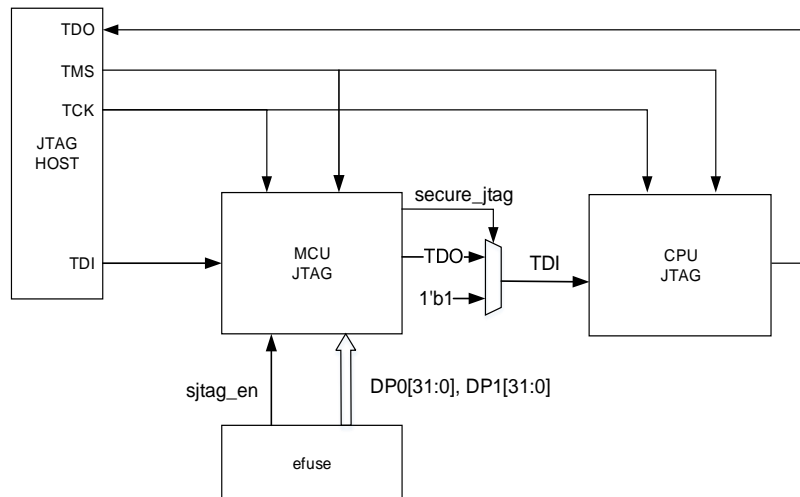 TDO
TMS
TCK
JTAG
HOST
secure_jtag
MCU
JTAG
TDO
TDI
CPU
JTAG
TDI
1'b1
sjtag_en
DP0[31:0], DP1[31:0]
efuse